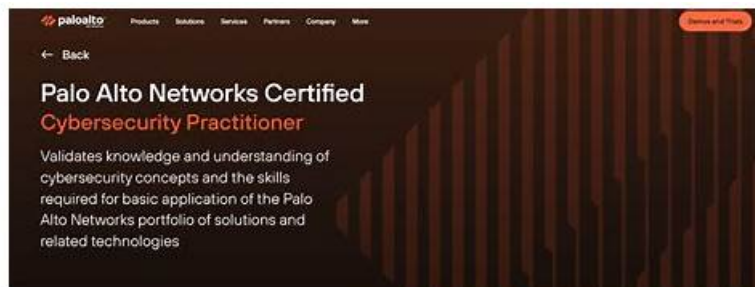 paloalto Products Solutions Services Partners Company More Demos and Trials
← Back
Palo Alto Networks Certified
Cybersecurity Practitioner
Validates knowledge and understanding of
cybersecurity concepts and the skills
required for basic application of the Palo
Alto Networks portfolio of solutions and
related technologies